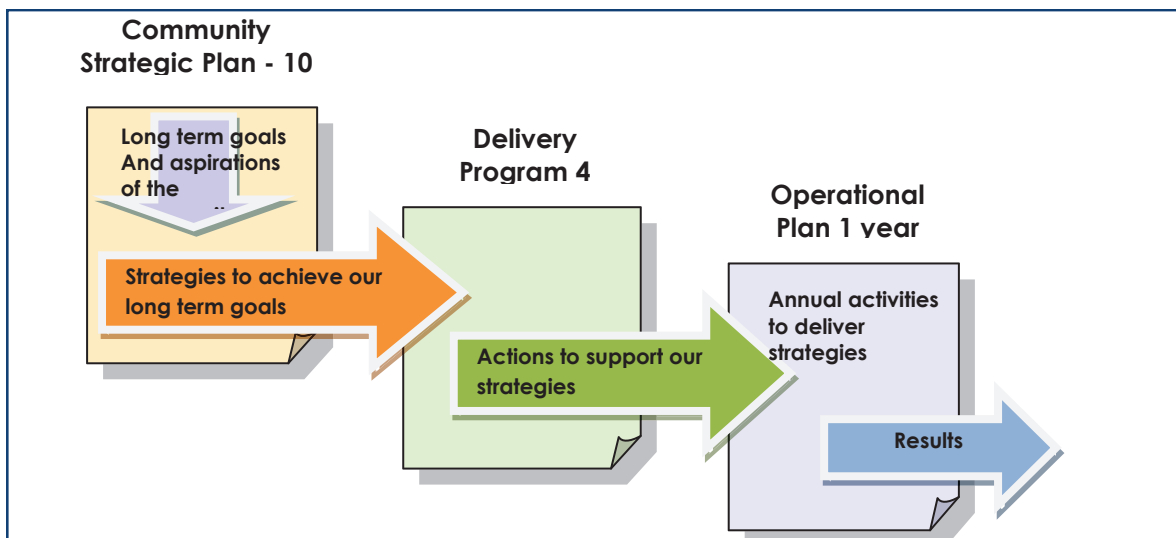 Community
Strategic Plan - 10
Long term goals
And aspirations
of the
Strategies to achieve our
long term goals
Delivery
Program 4
Actions to support our
strategies
Operational
Plan 1 year
Annual activities
to deliver
strategies
Results